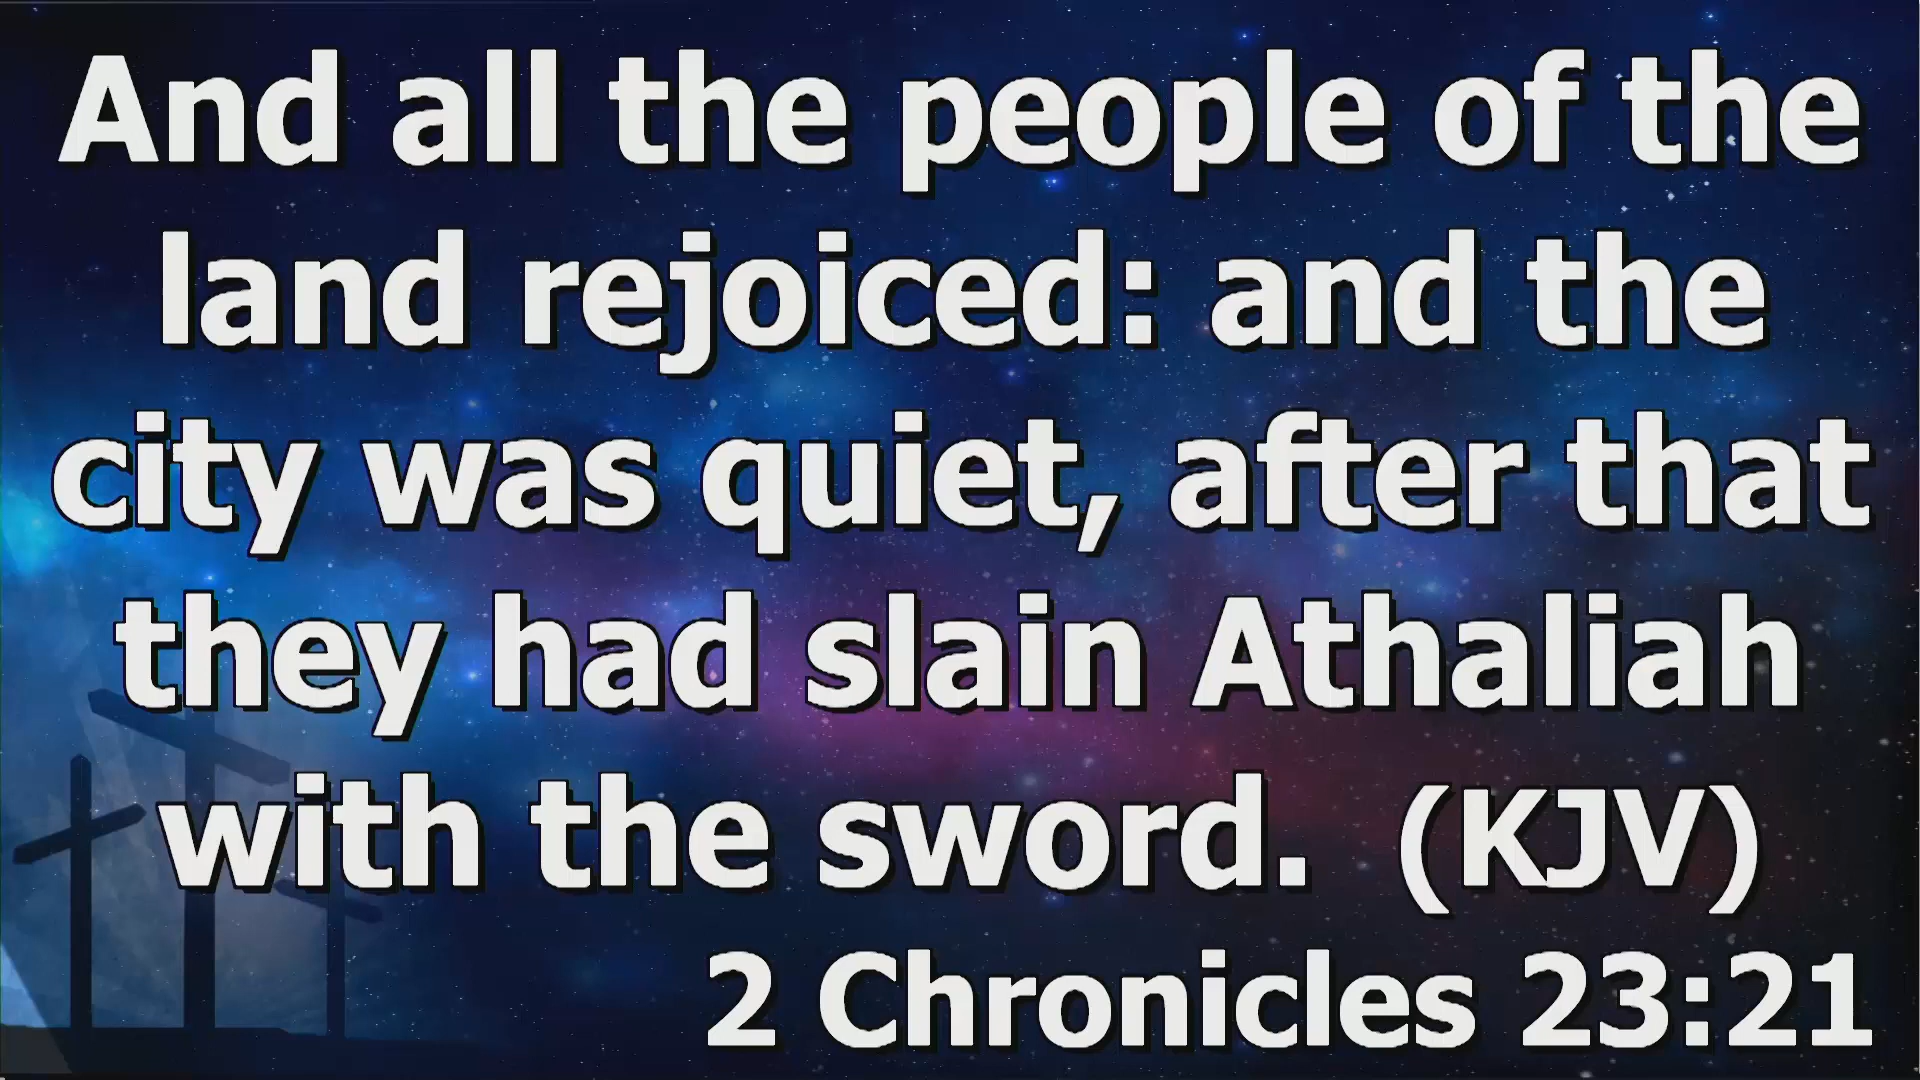 And all the people of the
land rejoiced: and the
city was quiet, after that
they had slain Athaliah
with the sword.  (KJV)
2 Chronicles 23:21